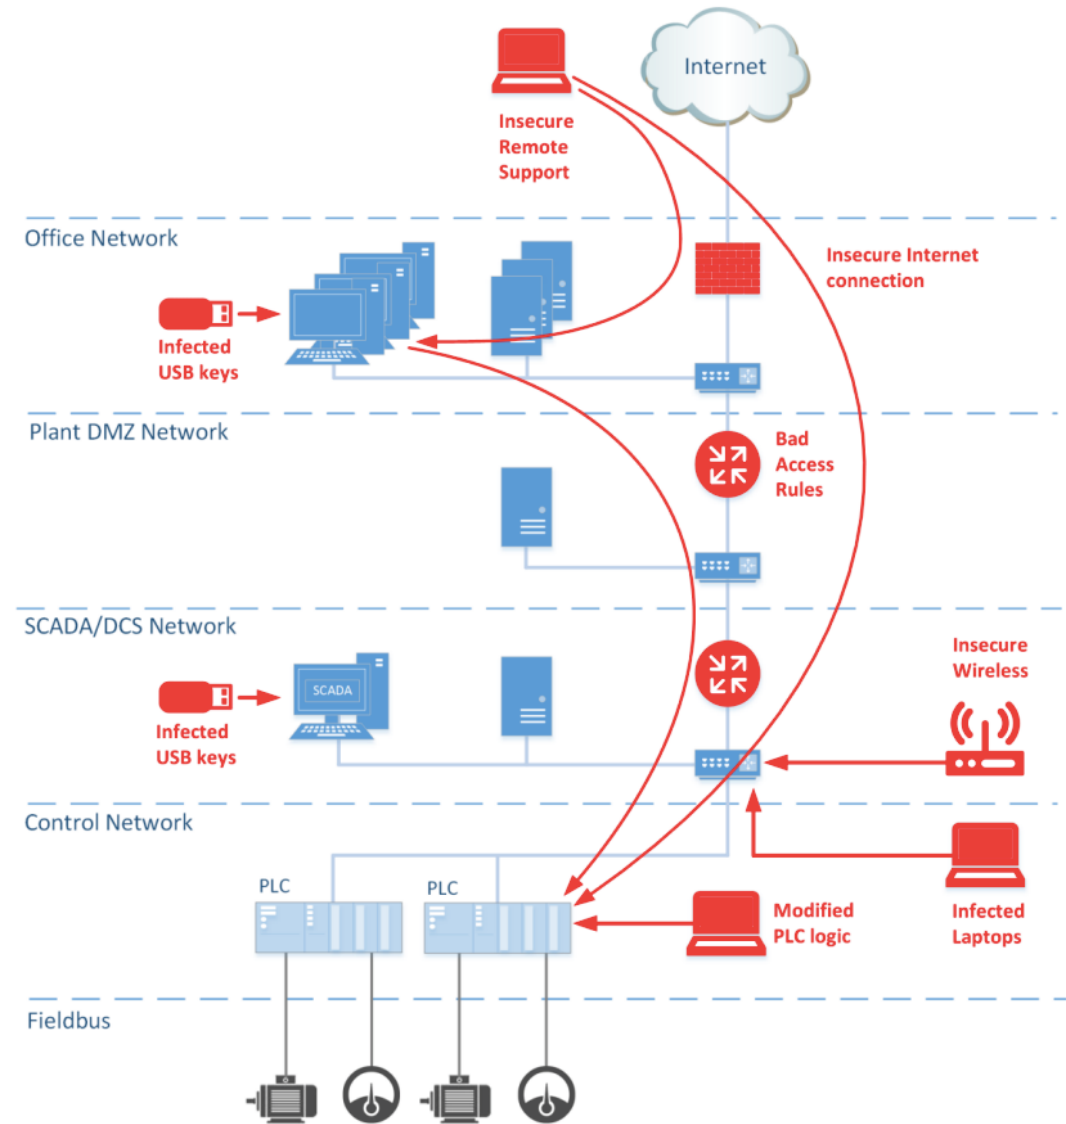 Internet
Insecure
Remote
Support
Office Network
Insecure Internet
connection
Infected
USB keys
Plant DMZ Network
Bad
Access
Rules
SCADA/DCS Network
Insecure
Wireless
SCADA
Infected
USB keys
Control Network
PLC
PLC
Modified
PLC logic
Infected
Laptops
Fieldbus